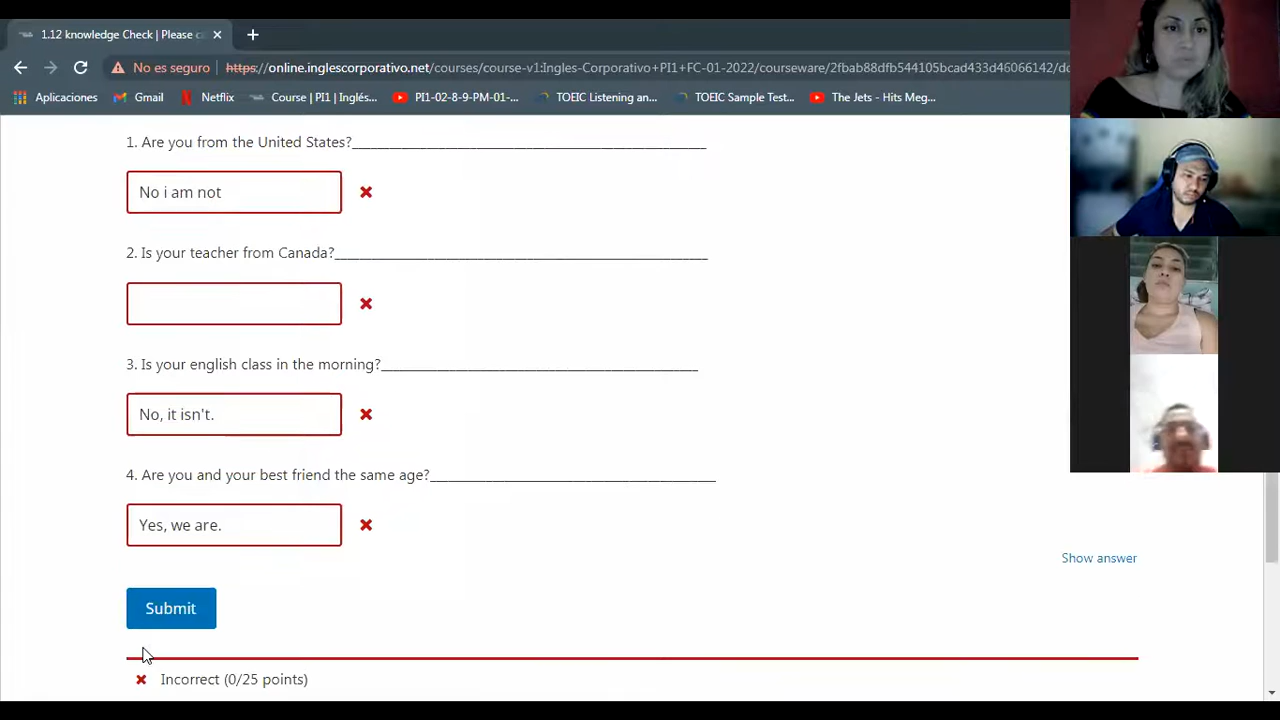 1.12 knowledge Check | Please c
No es seguro | https://online.inglescorporativo.net/courses/course-v1:Ingles-Corporativo+PI1+FC-01-2022/courseware/2fbab88dfb544105bcad433d46066142/dc
Aplicaciones Gmail Netflix Course | PI1 | Inglés... PI1-02-8-9-PM-01-... TOEIC Listening an... TOEIC Sample Test... The Jets - Hits Meg...
1. Are you from the United States?___________________________________________
No i am not
2. Is your teacher from Canada?_____________________________________________
3. Is your english class in the morning?______________________________________
No, it isn't.
4. Are you and your best friend the same age?__________________________________
Yes, we are.
Show answer
Submit
Incorrect (0/25 points)